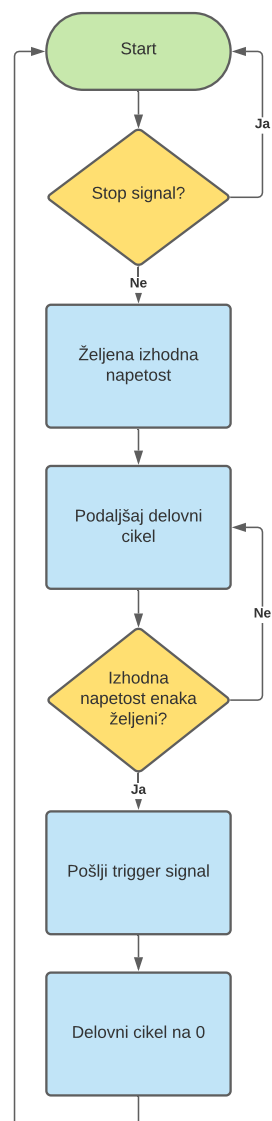 Start
Ja
Stop signal?
Ne
Željena izhodna
napetost
Podaljšaj delovni
cikel
Ne
Izhodna
napetost enaka
željeni?
Ja
Pošlji trigger signal
Delovni cikel na 0